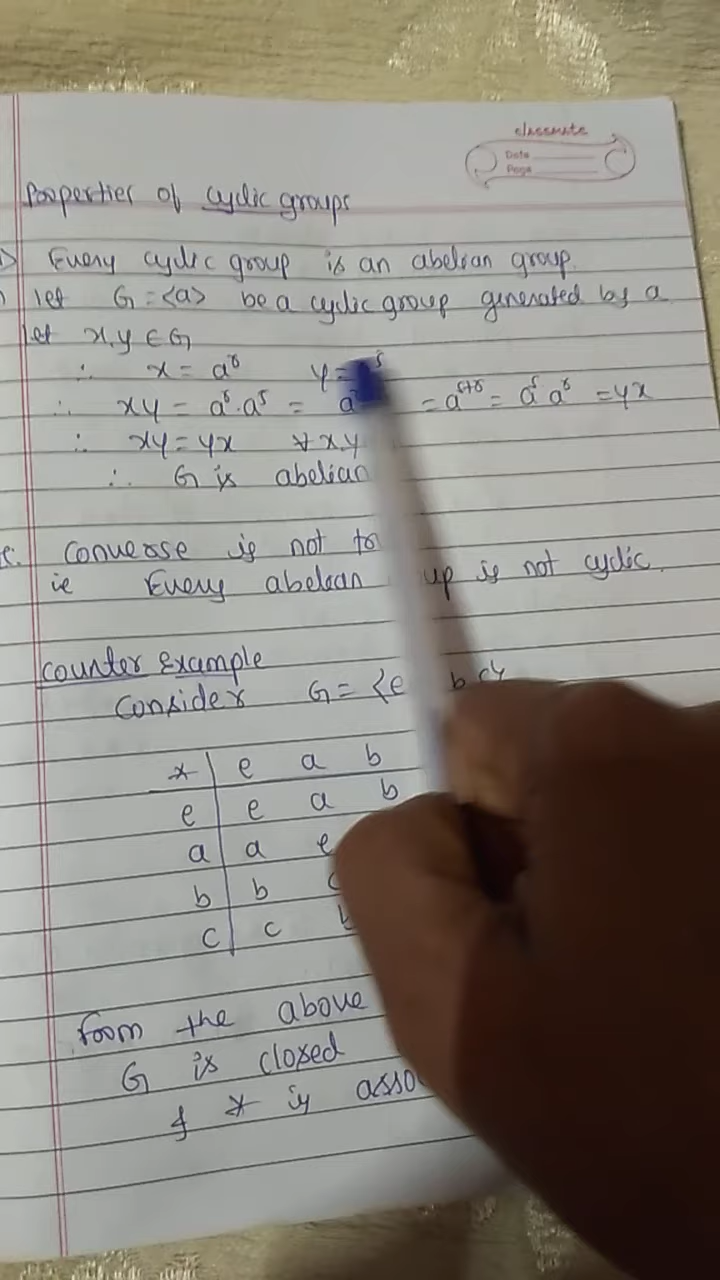 classmate
Date
Page
Properties of cyclic groups
Every cyclic group is an abelian group.
let G = <a> be a cyclic group generated by a
let x, y ∈ G
∴ x = a^r y =
∴ xy = a^r . a^s = = a^{s+r} = a^s a^r = yx
∴ xy = yx ∀ x, y
∴ G is abelian
Converse is not
ie Every abelian is not cyclic.
Counter Example
Consider G = {e b c}
* e a b
e e a b
a a e
b b
c c
From the above
G is closed
& * is